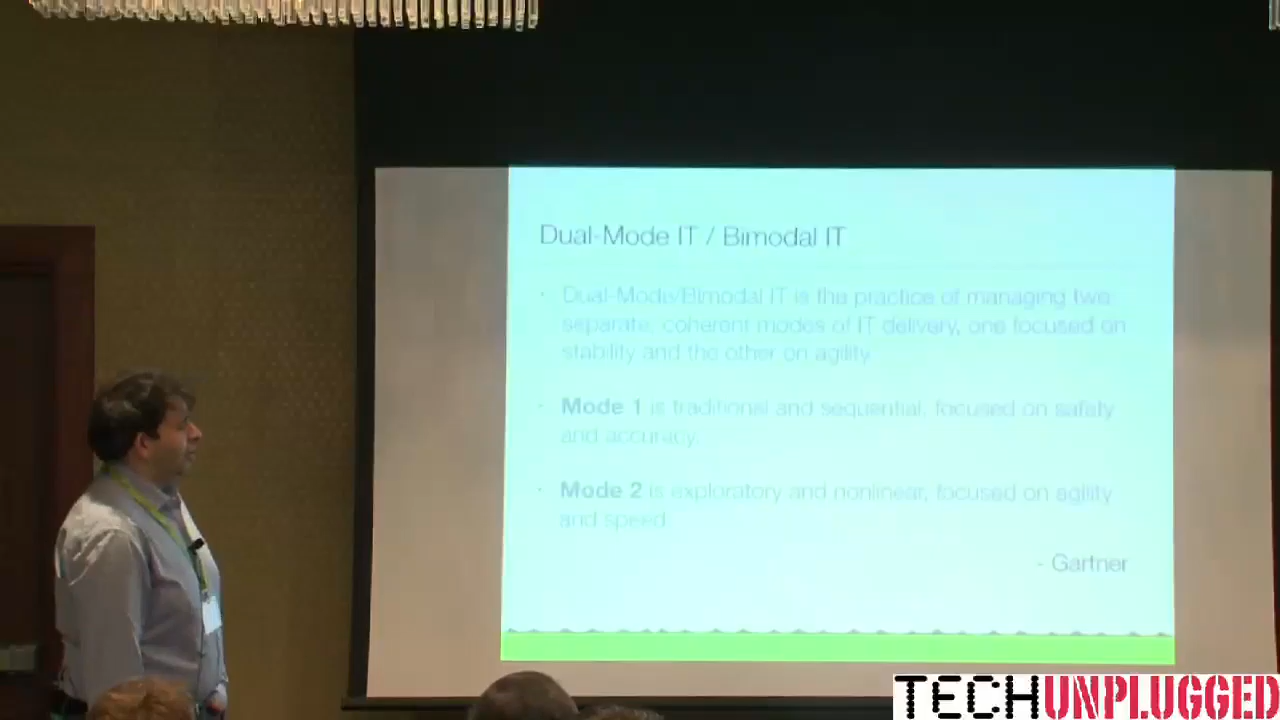 Dual-Mode IT / Bimodal IT
· Dual-Mode/Bimodal IT is the practice of managing two
separate, coherent modes of IT delivery, one focused on
stability and the other on agility.
· Mode 1 is traditional and sequential, focused on safety
and accuracy.
· Mode 2 is exploratory and nonlinear, focused on agility
and speed.
- Gartner
TECHUNPLUGGED